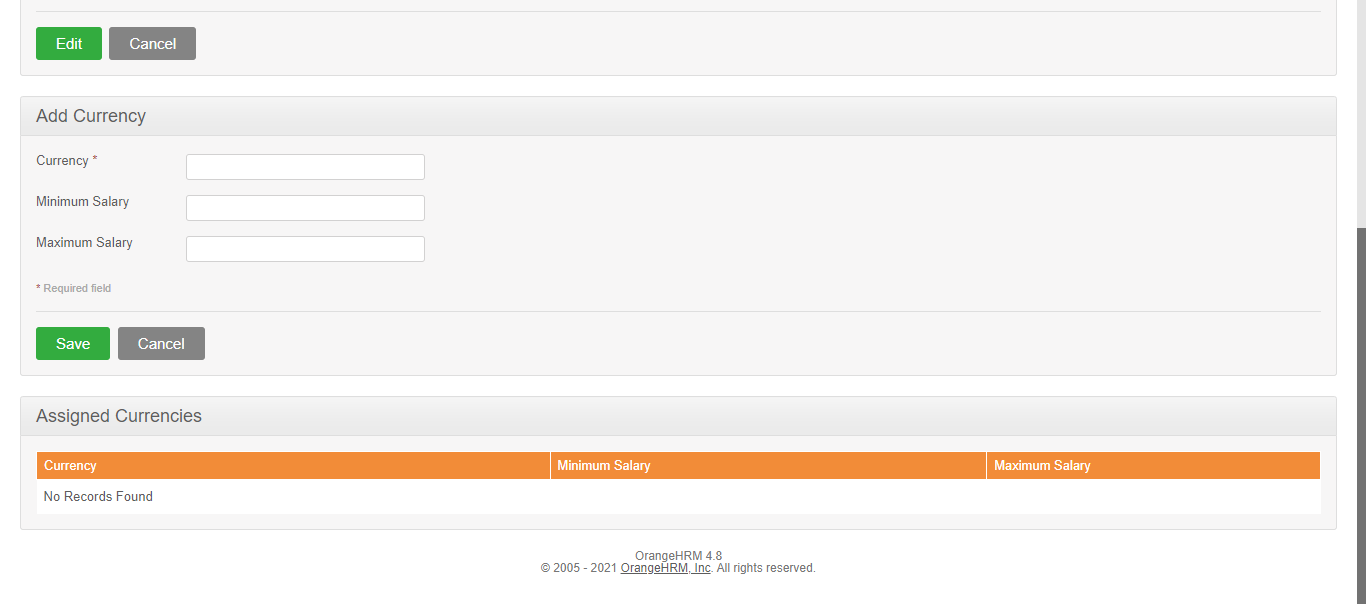 Edit Cancel
Add Currency
Currency *
Minimum Salary
Maximum Salary
* Required field
Save Cancel
Assigned Currencies
Currency Minimum Salary Maximum Salary
No Records Found
OrangeHRM 4.8
© 2005 - 2021 OrangeHRM, Inc. All rights reserved.